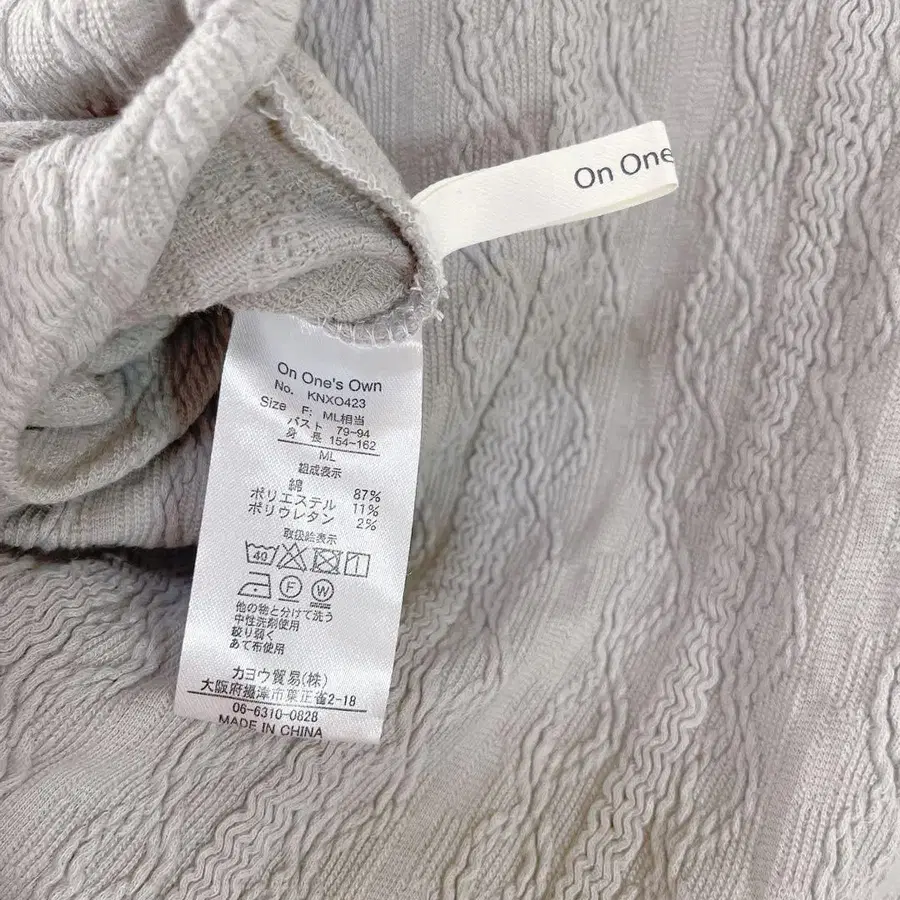 On One
On One's Own
No. KNXO423
Size F: ML相当
バスト 79~94
身 長 154~162
ML
組成表示
綿 87%
ポリエステル 11%
ポリウレタン 2%
取扱絵表示
40
F W
他の物と分けて洗う
中性洗剤使用
絞り弱く
あて布使用
カヨウ貿易(株)
大阪府摂津市葉正雀2-18
06-6310-0828
MADE IN CHINA